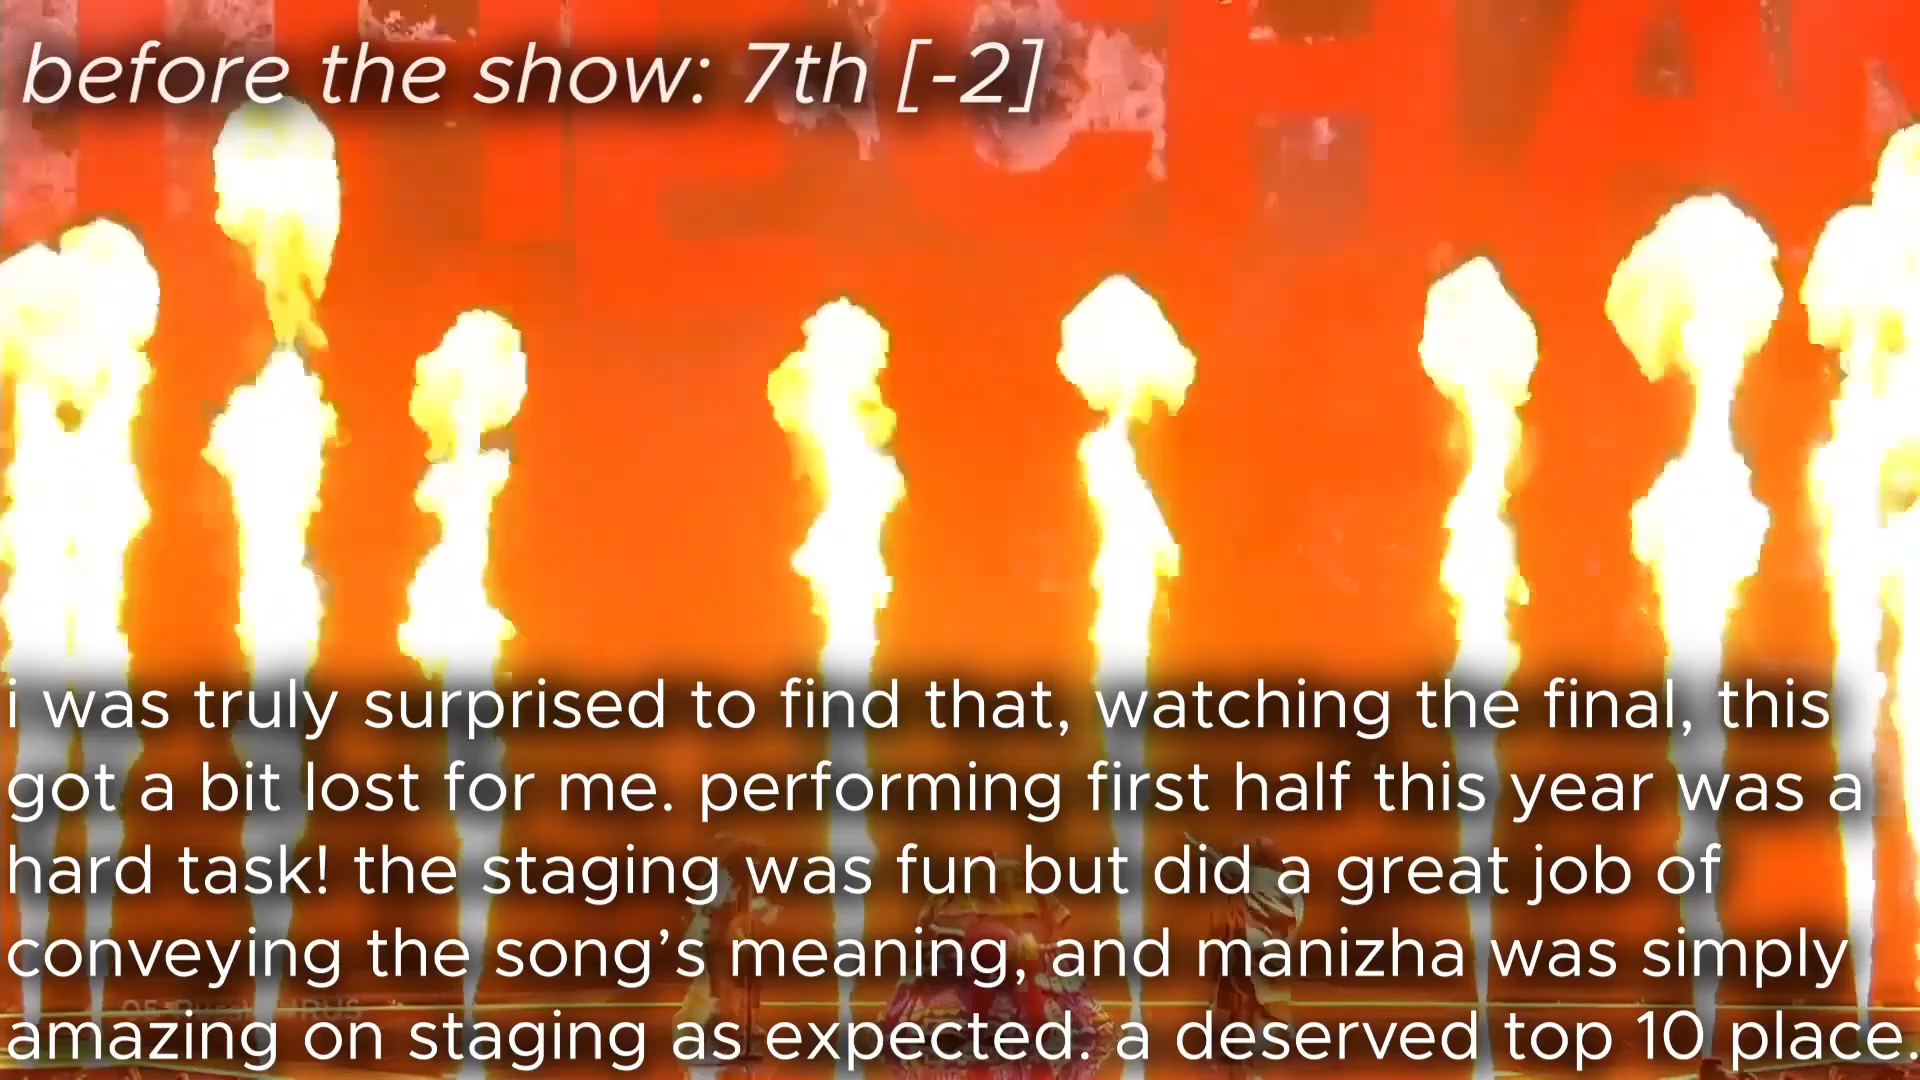 before the show: 7th [-2]
i was truly surprised to find that, watching the final, this
got a bit lost for me. performing first half this year was a
hard task! the staging was fun but did a great job of
conveying the song’s meaning, and manizha was simply
amazing on staging as expected. a deserved top 10 place.